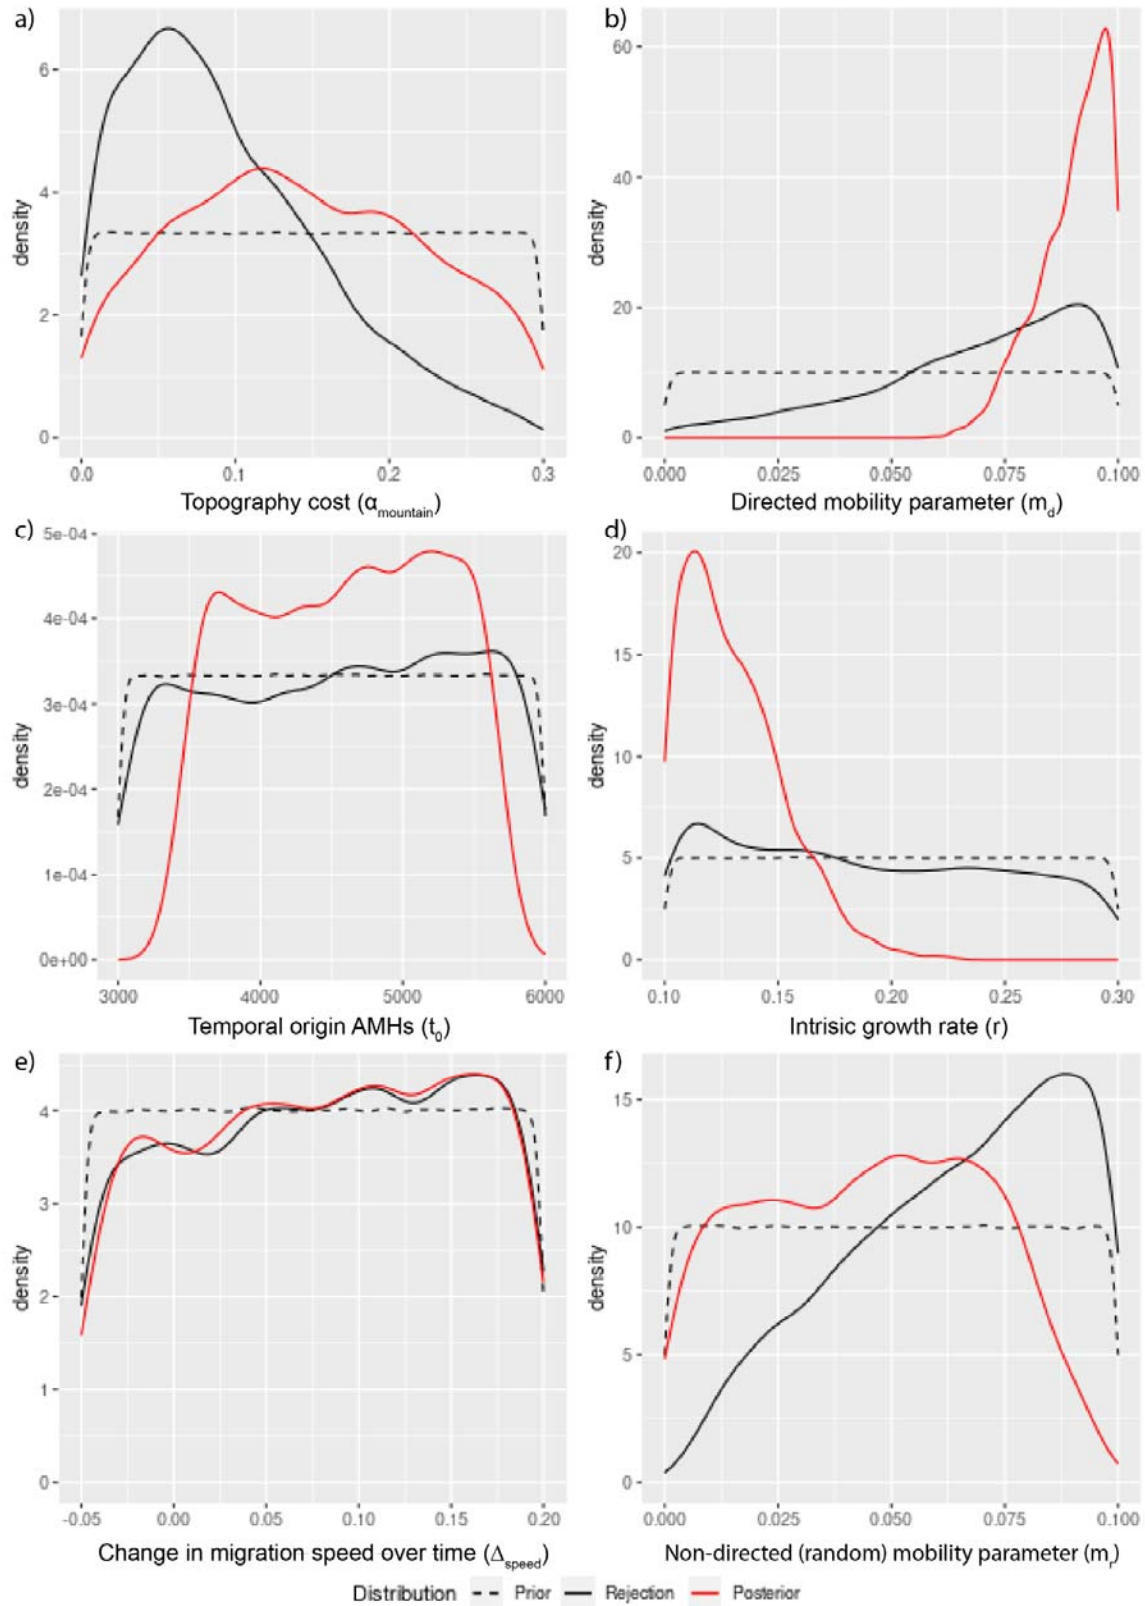 a)
6
4
2
0
density
0.0 0.1 0.2 0.3
Topography cost (α_mountain)
b)
60
40
20
0
density
0.000 0.025 0.050 0.075 0.100
Directed mobility parameter (m_d)
c)
5e-04
4e-04
3e-04
2e-04
1e-04
0e+00
density
3000 4000 5000 6000
Temporal origin AMHs (t_0)
d)
20
15
10
5
0
density
0.10 0.15 0.20 0.25 0.30
Intrisic growth rate (r)
e)
4
3
2
1
0
density
-0.05 0.00 0.05 0.10 0.15 0.20
Change in migration speed over time (Δ_speed)
f)
15
10
5
0
density
0.000 0.025 0.050 0.075 0.100
Non-directed (random) mobility parameter (m_r)
Distribution Prior Rejection Posterior